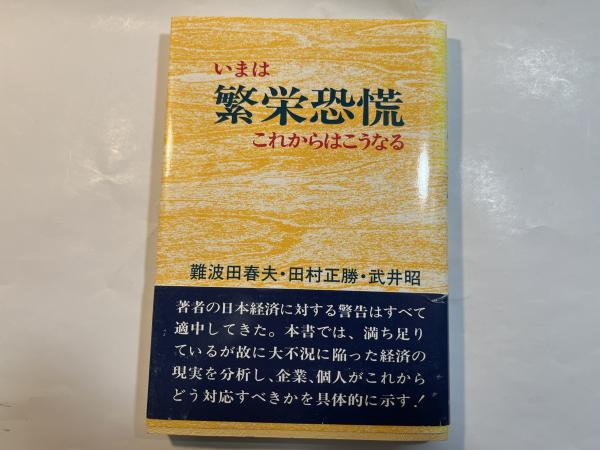 いまは
繁栄恐慌
これからはこうなる
難波田春夫・田村正勝・武井昭
著者の日本経済に対する警告はすべて
適中してきた。本書では、満ち足り
ているが故に大不況に陥った経済の
現実を分析し、企業、個人がこれから
どう対応すべきかを具体的に示す!